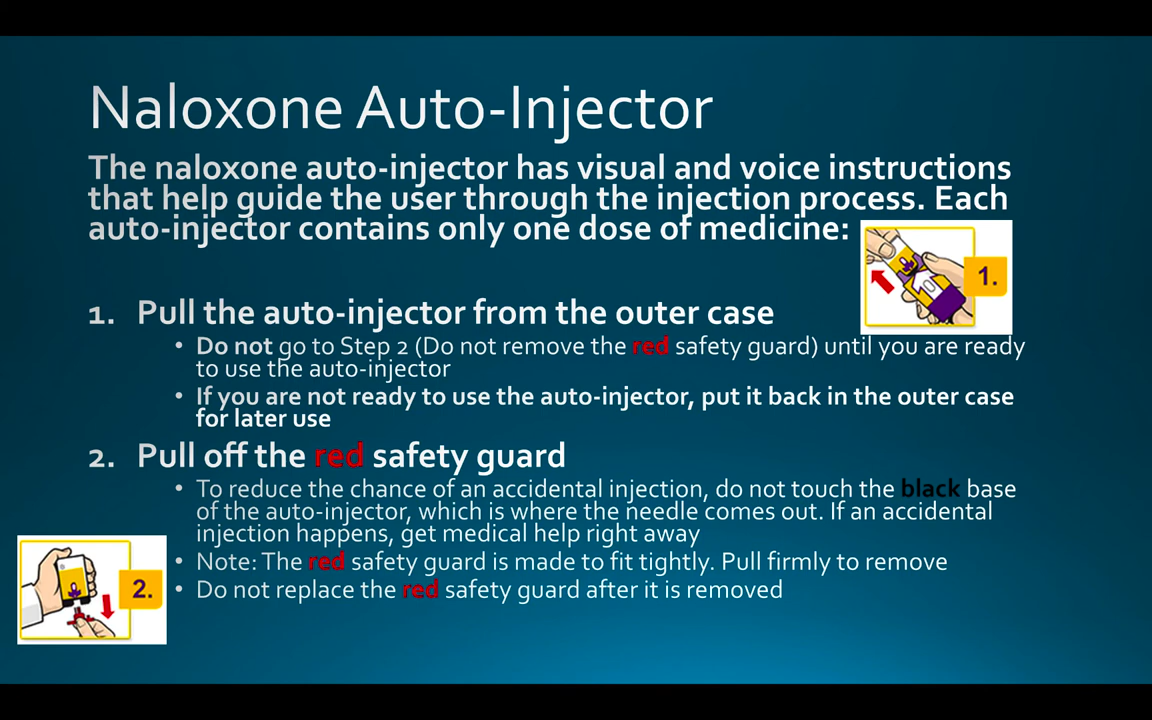 Naloxone Auto-Injector
The naloxone auto-injector has visual and voice instructions
that help guide the user through the injection process. Each
auto-injector contains only one dose of medicine:
1.
1. Pull the auto-injector from the outer case
• Do not go to Step 2 (Do not remove the red safety guard) until you are ready
to use the auto-injector
• If you are not ready to use the auto-injector, put it back in the outer case
for later use
2. Pull off the red safety guard
• To reduce the chance of an accidental injection, do not touch the black base
of the auto-injector, which is where the needle comes out. If an accidental
injection happens, get medical help right away
• Note: The red safety guard is made to fit tightly. Pull firmly to remove
• Do not replace the red safety guard after it is removed
2.